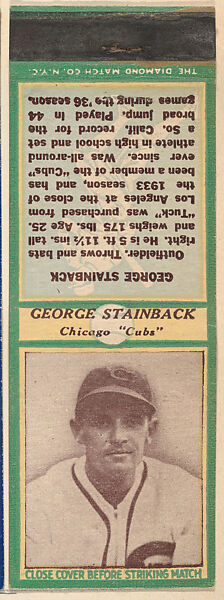 THE DIAMOND MATCH CO. N.Y.C.
GEORGE STAINBACK
Outfielder. Throws and bats
right. He is 5 ft. 11½ ins. tall
and weighs 175 lbs. Age 25.
"Tuck" was purchased from
Los Angeles at the close of
the 1933 season, and has
been a member of the "Cubs"
ever since. Was all-around
athlete in high school and set
a So. Calif. record for the
broad jump. Played in 44
games during the '36 season.
GEORGE STAINBACK
Chicago "Cubs"
C
CLOSE COVER BEFORE STRIKING MATCH